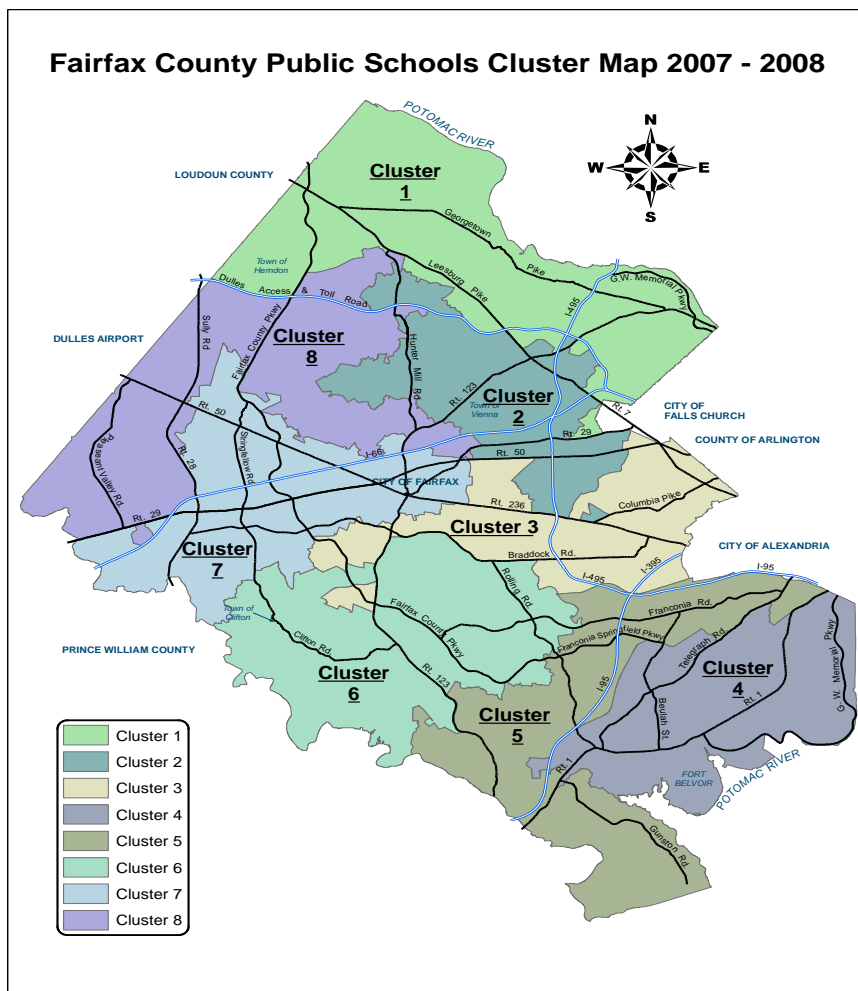 Fairfax County Public Schools Cluster Map 2007 - 2008
POTOMAC RIVER
N
W
E
S
LOUDOUN COUNTY
Cluster
1
Georgetown
Pike
Town of
Herndon
Leesburg
Pike
G.W. Memorial Pkwy
I-495
Dulles
Access
&
Toll
Road
Sully Rd
Fairfax County Pkwy
DULLES AIRPORT
Cluster
8
Hunter
Mill
Rd.
Rt. 123
Cluster
2
Town of
Vienna
Rt. 7
CITY OF
FALLS CHURCH
Rt. 50
Rt. 29
COUNTY OF ARLINGTON
Rt. 50
Stringfellow Rd.
Pleasant Valley Rd.
Rt. 28
I-66
CITY OF FAIRFAX
Rt. 236
Columbia Pike
Rt. 29
Cluster 3
Braddock
Rd.
CITY OF ALEXANDRIA
Cluster
7
I-495
I-395
I-95
Rolling
Rd
Town of
Clifton
Clifton
Rd.
Fairfax
County
Pkwy
Franconia Rd.
Franconia Springfield Pkwy
Telegraph Rd
G. W. Memorial Pkwy
PRINCE WILLIAM COUNTY
Rt. 123
Cluster
6
Cluster
4
I-95
Beulah St.
Rt. 1
Cluster
5
Rt. 1
FORT
BELVOIR
POTOMAC RIVER
Gunston
Rd
Cluster 1
Cluster 2
Cluster 3
Cluster 4
Cluster 5
Cluster 6
Cluster 7
Cluster 8